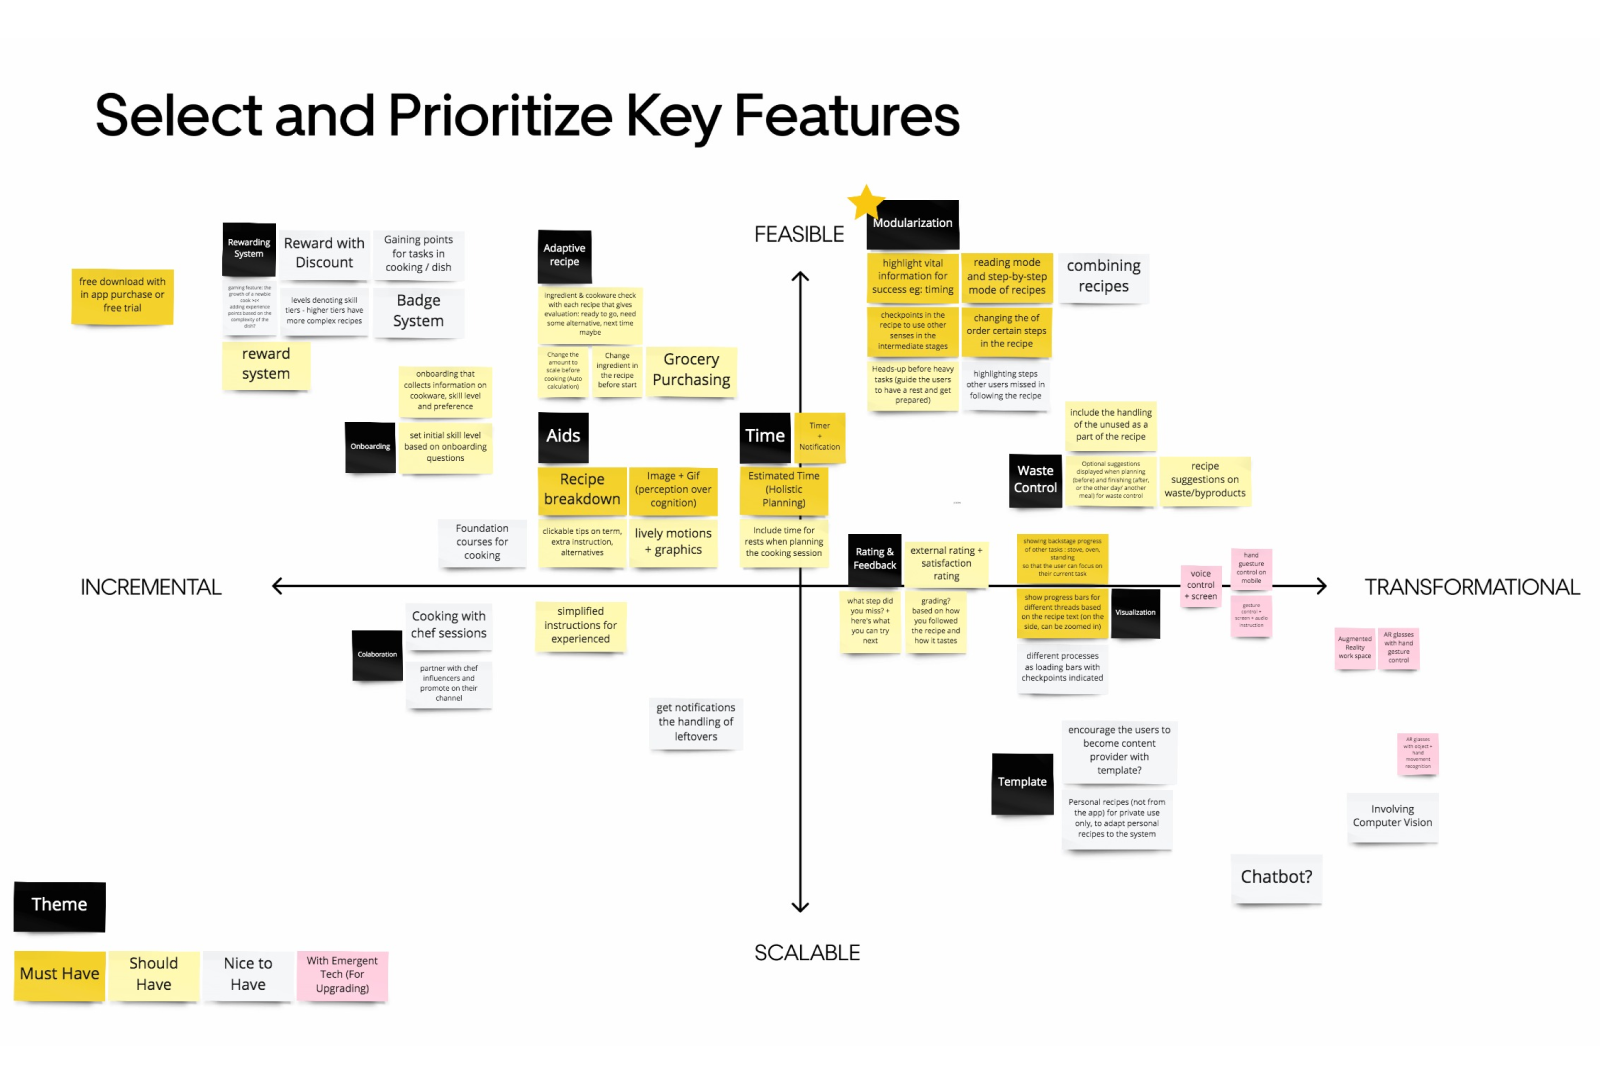 Select and Prioritize Key Features
FEASIBLE
SCALABLE
INCREMENTAL
TRANSFORMATIONAL
free download with
in app purchase or
free trial
Rewarding
System
Reward with
Discount
Gaining points
for tasks in
cooking / dish
gaming feature: the
growth of a newbie
adding experience
points based on the
complexity of the
levels denoting skill
tiers - higher tiers have
more complex recipes
Badge
System
reward
system
onboarding that
collects information on
cookware, skill level
and preference
Onboarding
set initial skill level
based on onboarding
questions
Adaptive
recipe
ingredient & cookware check
with each recipe that gives
evaluation: ready to go, need
some alternative, next time
maybe
Change the
amount to
scale before
cooking (Auto
calculation)
Change
ingredient in
the recipe
before start
Grocery
Purchasing
Aids
Recipe
breakdown
Image + Gif
(perception over
cognition)
Foundation
courses for
cooking
clickable tips on term,
extra instruction,
alternatives
lively motions
+ graphics
Time
Timer
+
Notification
Estimated Time
(Holistic
Planning)
Include time for
rests when planning
the cooking session
Modularization
highlight vital
information for
success eg: timing
reading mode
and step-by-step
mode of recipes
combining
recipes
checkpoints in the
recipe to use other
senses in the
intermediate stages
changing the of
order certain steps
in the recipe
Heads-up before heavy
tasks (guide the users
to have a rest and get
prepared)
highlighting steps
other users missed in
following the recipe
include the handling
of the unused as a
part of the recipe
Waste
Control
Optional suggestions
displayed when planning
(before) and finishing (after,
or the other day/ another
meal) for waste control
recipe
suggestions on
waste/byproducts
Rating &
Feedback
external rating +
satisfaction
rating
what step did
you miss? +
here's what
you can try
next
grading?
based on how
you followed
the recipe and
how it tastes
showing backstage progress
of other tasks : stove, oven,
standing
so that the user can focus on
their current task
show progress bars for
different threads based
on the recipe text (on the
side, can be zoomed in)
Visualization
different processes
as loading bars with
checkpoints indicated
voice
control
+ screen
hand
guesture
control on
mobile
gesture
control +
screen + audio
instruction
Augmented
Reality
work space
AR glasses
with hand
gesture
control
AR glasses
with object +
hand
movement
recognition
Involving
Computer Vision
Chatbot?
Cooking with
chef sessions
Colaboration
partner with chef
influencers and
promote on their
channel
simplified
instructions for
experienced
get notifications
the handling of
leftovers
Template
encourage the users to
become content
provider with
template?
Personal recipes (not from
the app) for private use
only, to adapt personal
recipes to the system
Theme
Must Have
Should
Have
Nice to
Have
With Emergent
Tech (For
Upgrading)